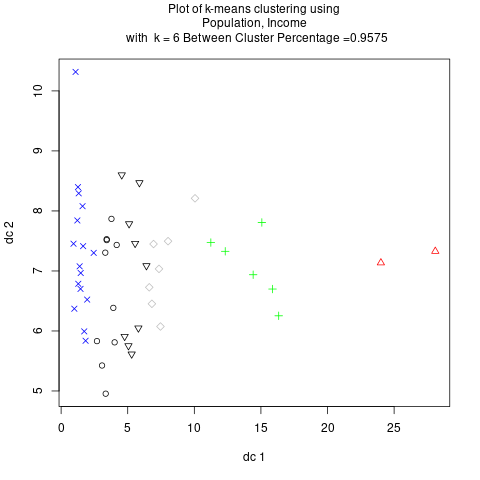 Plot of k-means clustering using
Population, Income
with k = 6 Between Cluster Percentage =0.9575
10
9
8
7
6
5
dc 2
0 5 10 15 20 25
dc 1